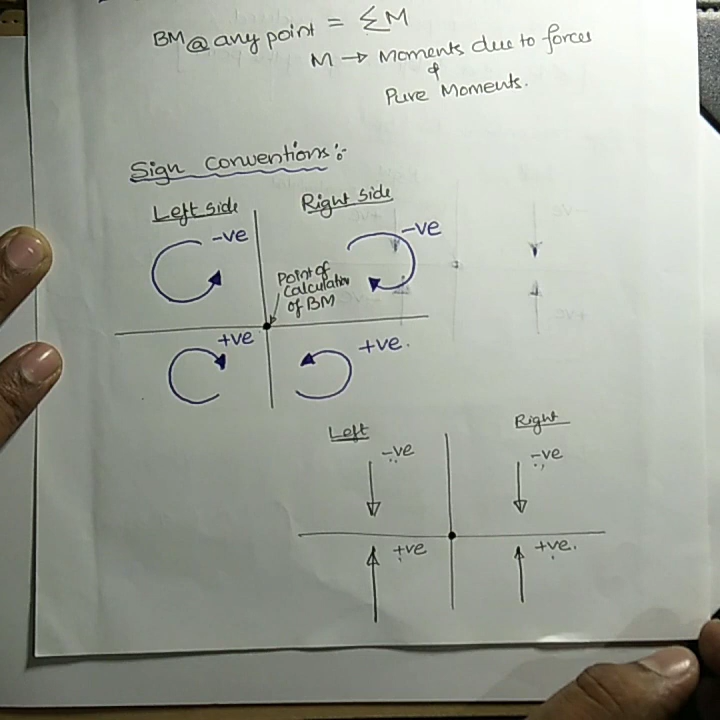 BM @ any point = ΣM
M → Moments due to forces
&
Pure Moments.
Sign conventions :-
Left side
Right side
-ve
-ve
Point of
Calculation
of BM
+ve
+ve.
Left
Right
-ve
-ve
+ve
+ve.